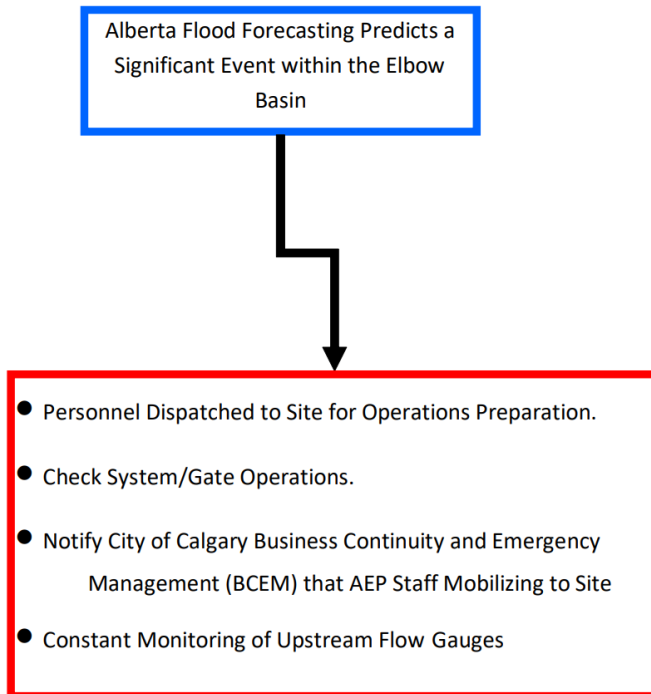 Alberta Flood Forecasting Predicts a
Significant Event within the Elbow
Basin
● Personnel Dispatched to Site for Operations Preparation.
● Check System/Gate Operations.
● Notify City of Calgary Business Continuity and Emergency
Management (BCEM) that AEP Staff Mobilizing to Site
● Constant Monitoring of Upstream Flow Gauges